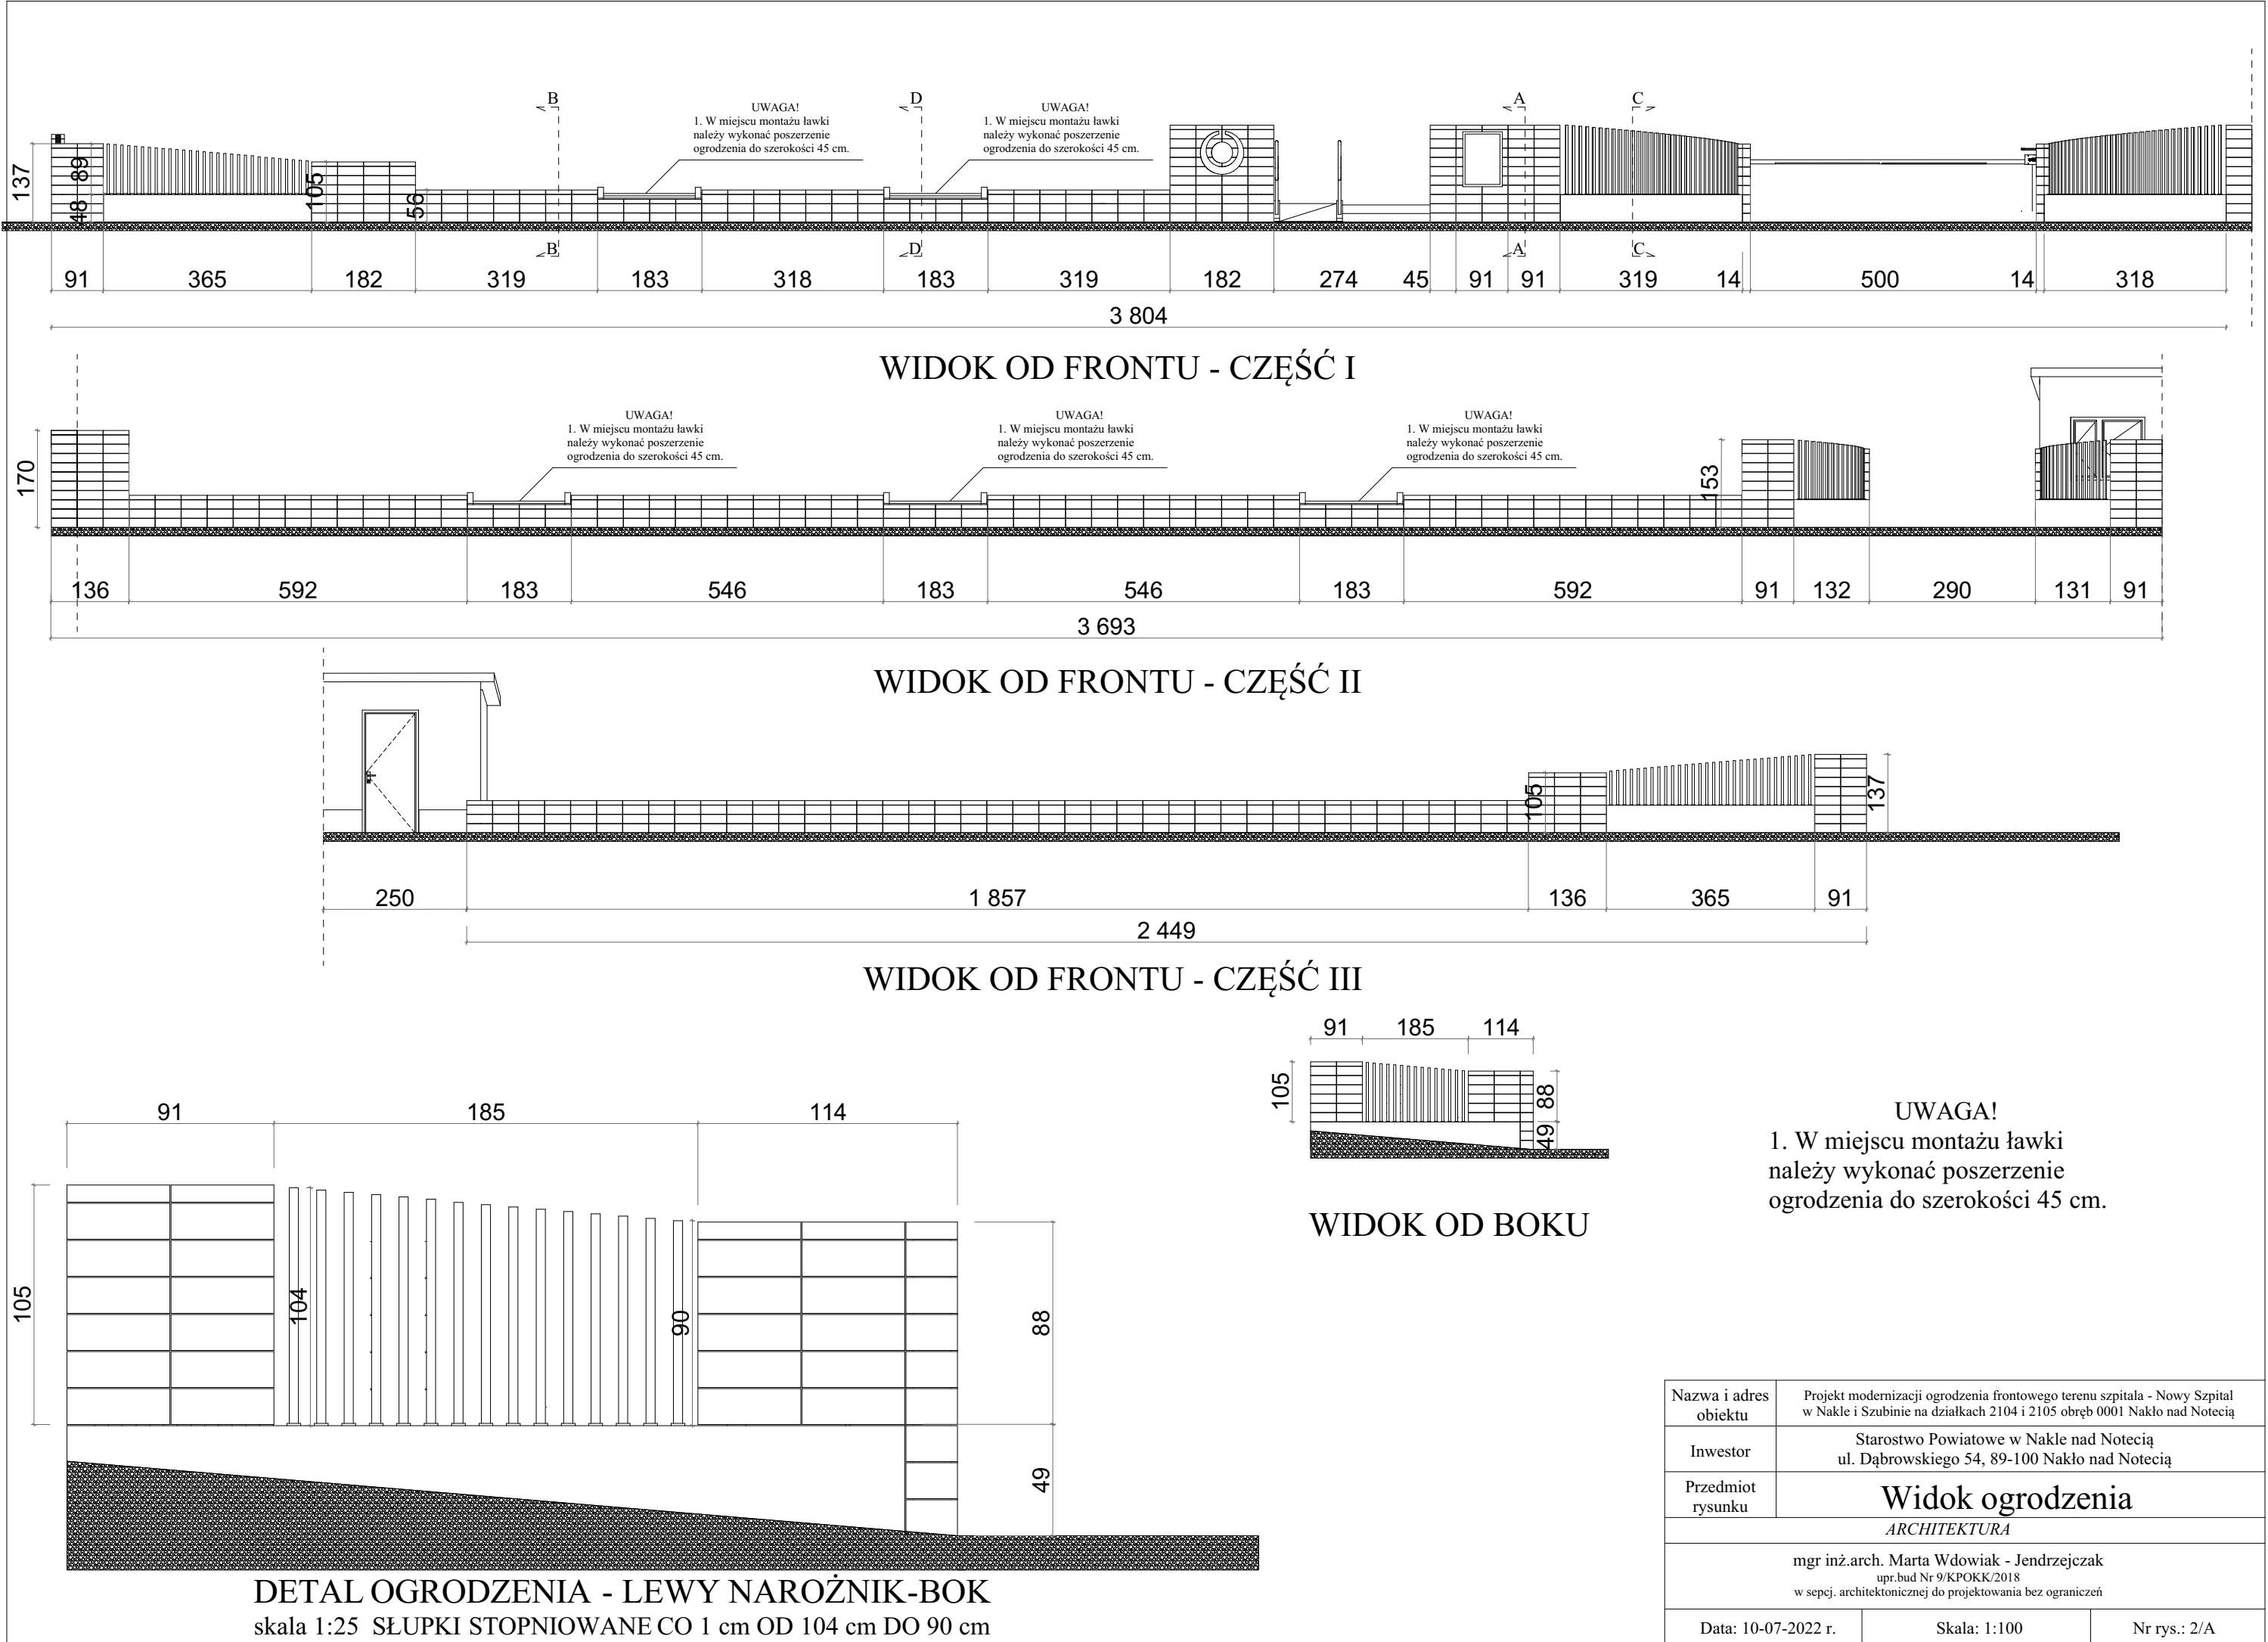 B
D
A
C
UWAGA!
1. W miejscu montażu ławki
należy wykonać poszerzenie
ogrodzenia do szerokości 45 cm.
UWAGA!
1. W miejscu montażu ławki
należy wykonać poszerzenie
ogrodzenia do szerokości 45 cm.
137
89
48
105
56
B
D
A
C
91 365 182 319 183 318 183 319 182 274 45 91 91 319 14 500 14 318
3 804
WIDOK OD FRONTU - CZĘŚĆ I
UWAGA!
1. W miejscu montażu ławki
należy wykonać poszerzenie
ogrodzenia do szerokości 45 cm.
UWAGA!
1. W miejscu montażu ławki
należy wykonać poszerzenie
ogrodzenia do szerokości 45 cm.
UWAGA!
1. W miejscu montażu ławki
należy wykonać poszerzenie
ogrodzenia do szerokości 45 cm.
170
153
136 592 183 546 183 546 183 592 91 132 290 131 91
3 693
WIDOK OD FRONTU - CZĘŚĆ II
105
137
250 1 857 136 365 91
2 449
WIDOK OD FRONTU - CZĘŚĆ III
91 185 114
105
88
49
WIDOK OD BOKU
UWAGA!
1. W miejscu montażu ławki
należy wykonać poszerzenie
ogrodzenia do szerokości 45 cm.
91 185 114
105
104
90
88
49
DETAL OGRODZENIA - LEWY NAROŻNIK-BOK
skala 1:25 SŁUPKI STOPNIOWANE CO 1 cm OD 104 cm DO 90 cm
Nazwa i adres
obiektu
Projekt modernizacji ogrodzenia frontowego terenu szpitala - Nowy Szpital
w Nakle i Szubinie na działkach 2104 i 2105 obręb 0001 Nakło nad Notecią
Inwestor
Starostwo Powiatowe w Nakle nad Notecią
ul. Dąbrowskiego 54, 89-100 Nakło nad Notecią
Przedmiot
rysunku
Widok ogrodzenia
ARCHITEKTURA
mgr inż.arch. Marta Wdowiak - Jendrzejczak
upr.bud Nr 9/KPOKK/2018
w sepcj. architektonicznej do projektowania bez ograniczeń
Data: 10-07-2022 r.
Skala: 1:100
Nr rys.: 2/A